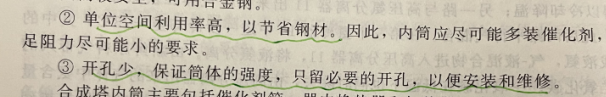 ② 单位空间利用率高，以节省钢材。因此，内筒应尽可能多装催化剂，
足阻力尽可能小的要求。
③ 开孔少，保证筒体的强度，只留必要的开孔，以便安装和维修。